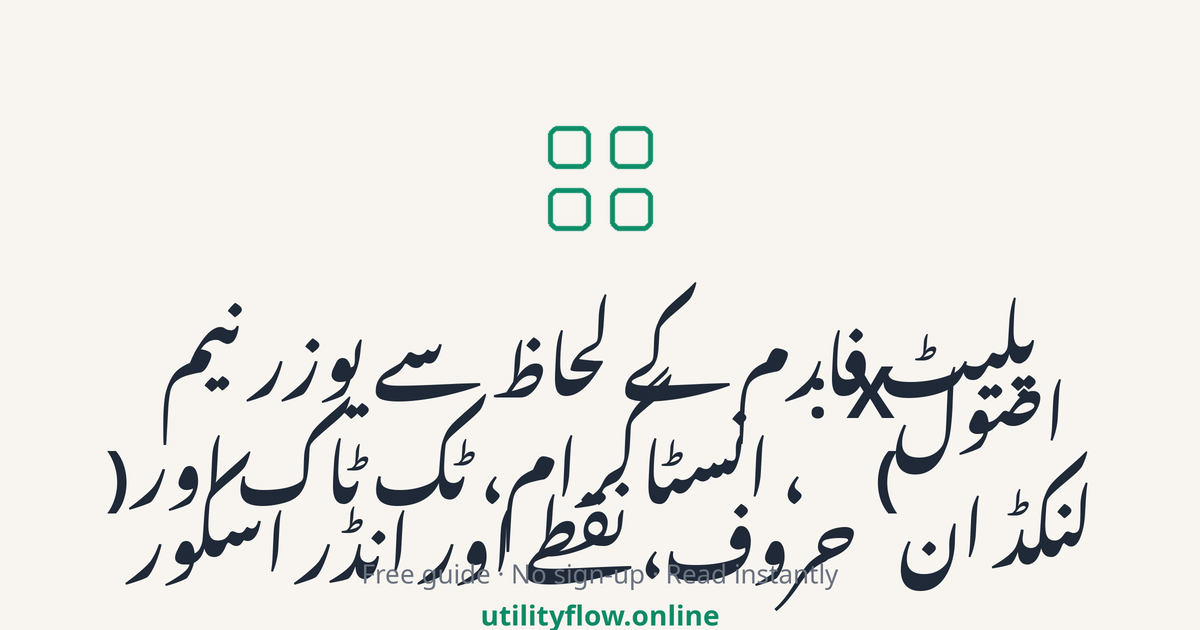 پلیٹ فارم کے لحاظ سے یوزر نیم
اصول (X، انسٹاگرام، ٹک ٹاک اور
لنکڈ ان) حروف، نقطے اور انڈر اسکور
Free guide · No sign-up · Read instantly
utilityflow.online